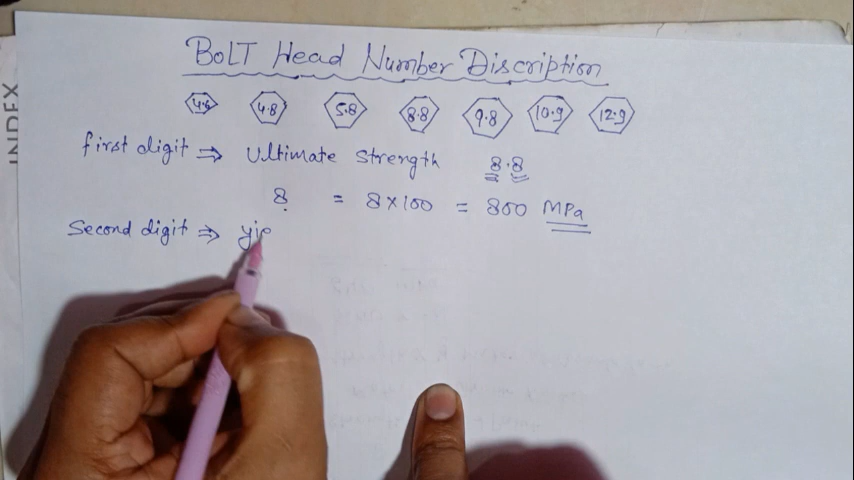 BOLT Head Number Discription
4.6 4.8 5.8 8.8 9.8 10.9 12.9
first digit ⇒ Ultimate strength 8.8
8 = 8×100 = 800 MPa
Second digit ⇒ yie
INDEX